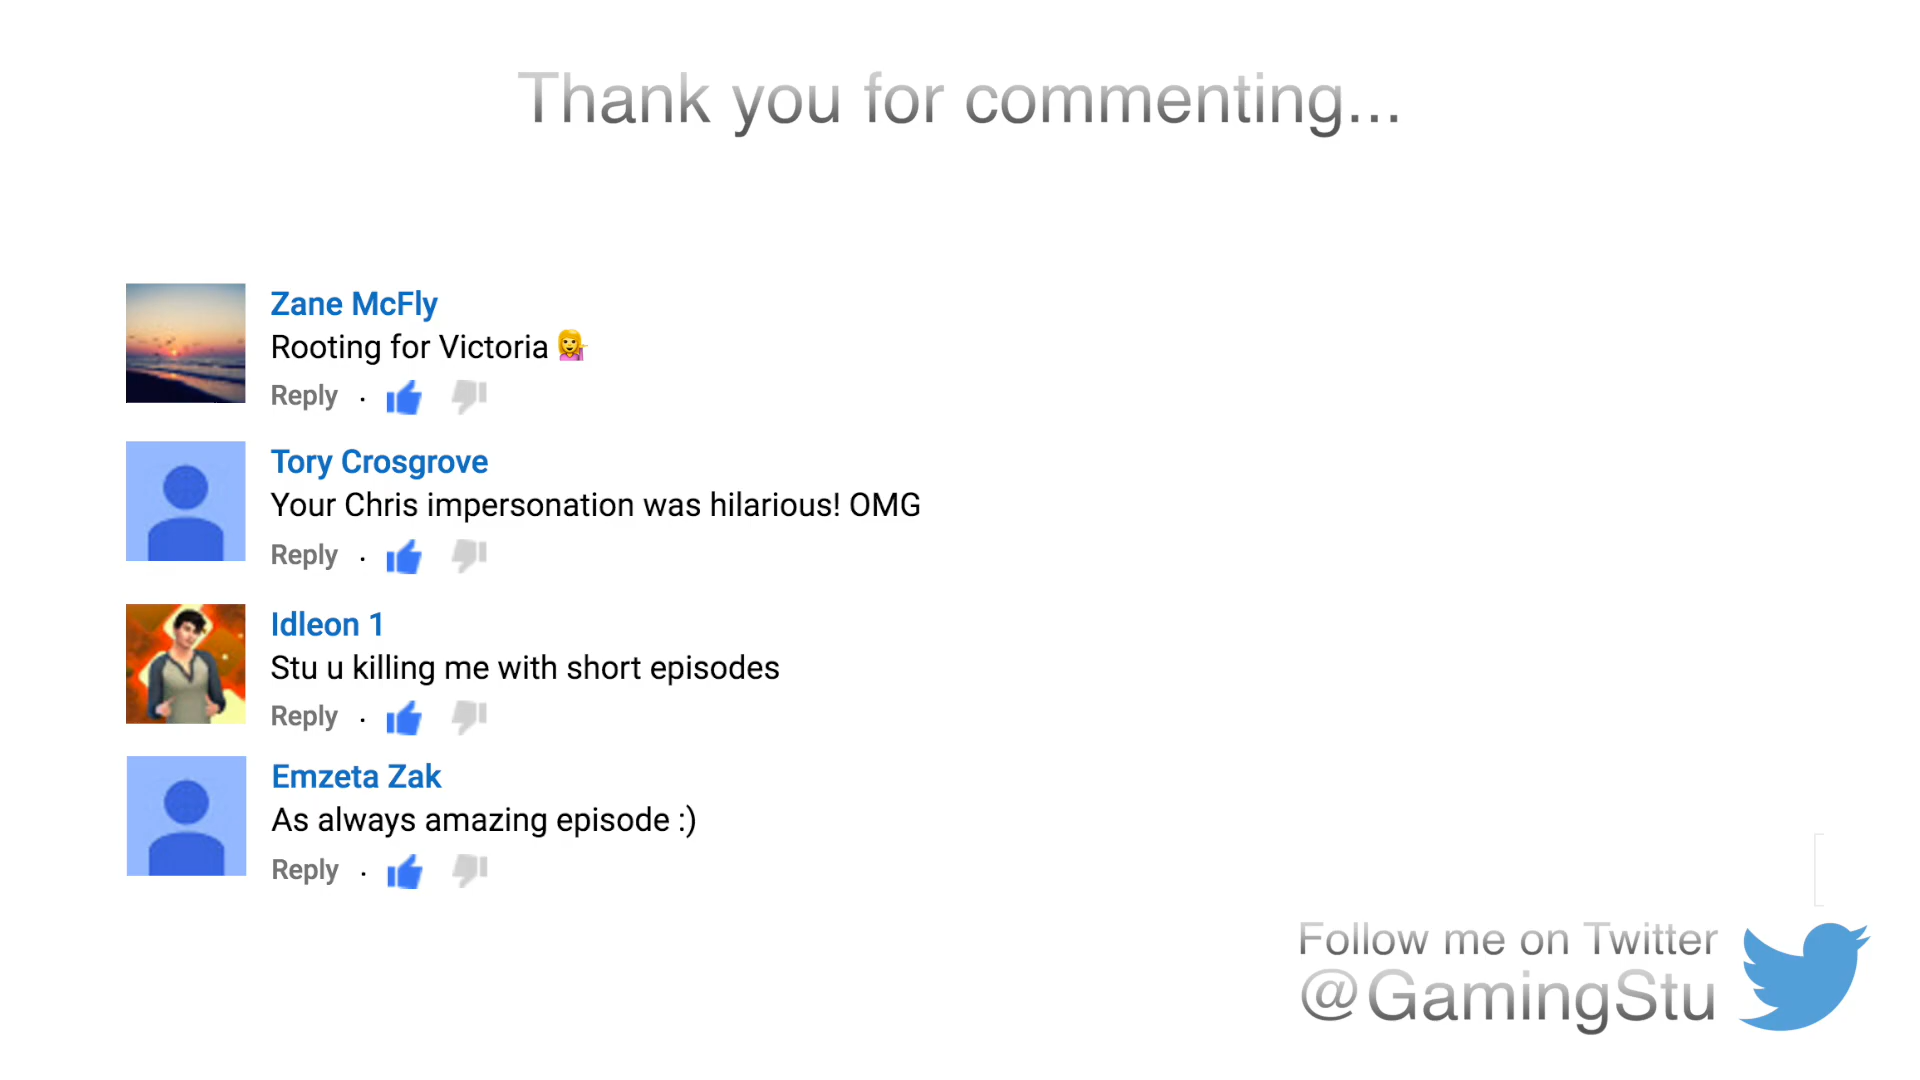 Thank you for commenting...
Zane McFly
Rooting for Victoria 💁
Reply ·
Tory Crosgrove
Your Chris impersonation was hilarious! OMG
Reply ·
Idleon 1
Stu u killing me with short episodes
Reply ·
Emzeta Zak
As always amazing episode :)
Reply ·
Follow me on Twitter
@GamingStu